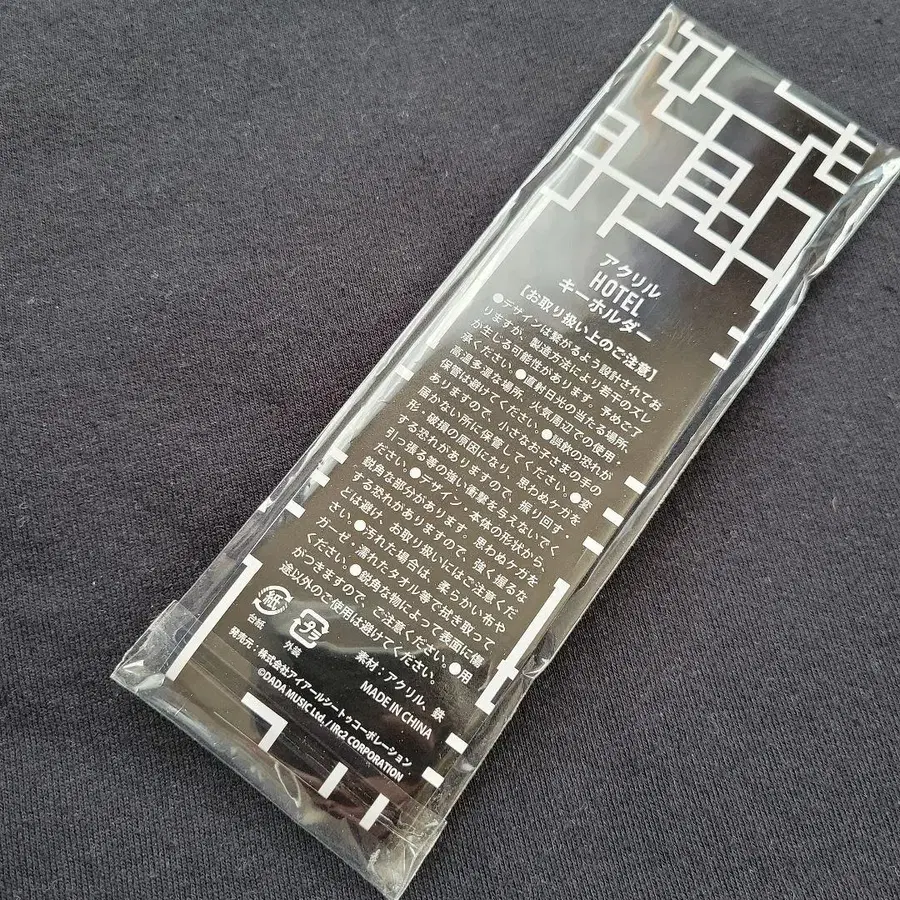 アクリル
HOTEL
キーホルダー
【お取り扱い上のご注意】
●デザインは繋がるよう設計されてお
りますが、製造方法により若干のズレ
が生じる可能性があります。予めご了
承ください。●直射日光の当たる場所、
高温多湿な場所、火気周辺での使用・
保管は避けてください。●誤飲の恐れが
ありますので、小さなお子さまの手の
届かない所に保管してください。●変
形・破損の原因になり、思わぬケガを
する恐れがありますので、振り回す・
引っ張る等の強い衝撃を与えないでく
ださい。●デザイン・本体の形状から、
鋭角な部分があります。思わぬケガを
する恐れがありますので、強く握るな
とは避け、お取り扱いにはご注意くだ
さい。●汚れた場合は、柔らかい布や
ガーゼ・濡れたタオル等で拭き取って
ください。●鋭角な物によって表面に傷
がつきますので、ご注意ください。●用
途以外のご使用は避けてください。
紙
台紙
プラ
外装
素材：アクリル、鉄
MADE IN CHINA
発売元：株式会社アイアールシートゥコーポレーション
©DADA MUSIC Ltd. / IRc2 CORPORATION